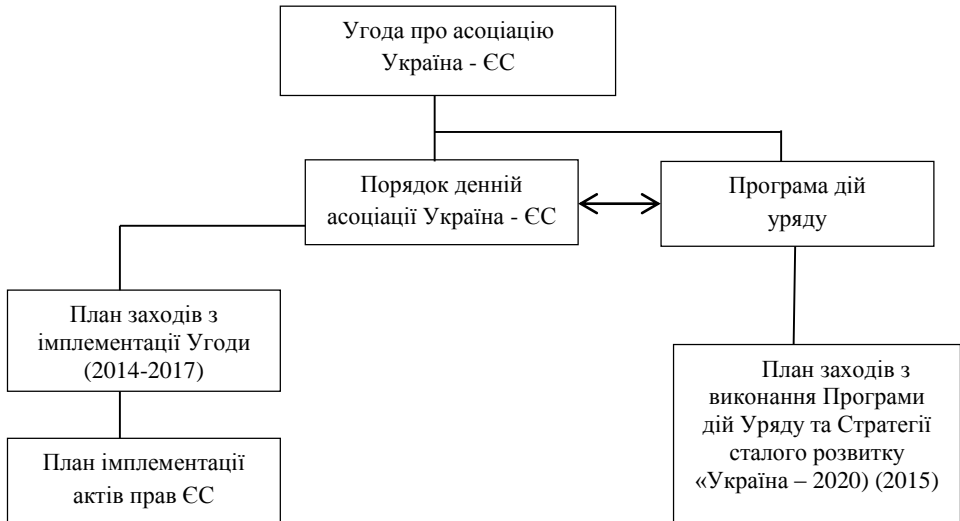 Угода про асоціацію
Україна - ЄС
Порядок денній
асоціації Україна - ЄС
Програма дій
уряду
План заходів з
імплементації Угоди
(2014-2017)
План заходів з
виконання Програми
дій Уряду та Стратегії
сталого розвитку
«Україна – 2020) (2015)
План імплементації
актів прав ЄС